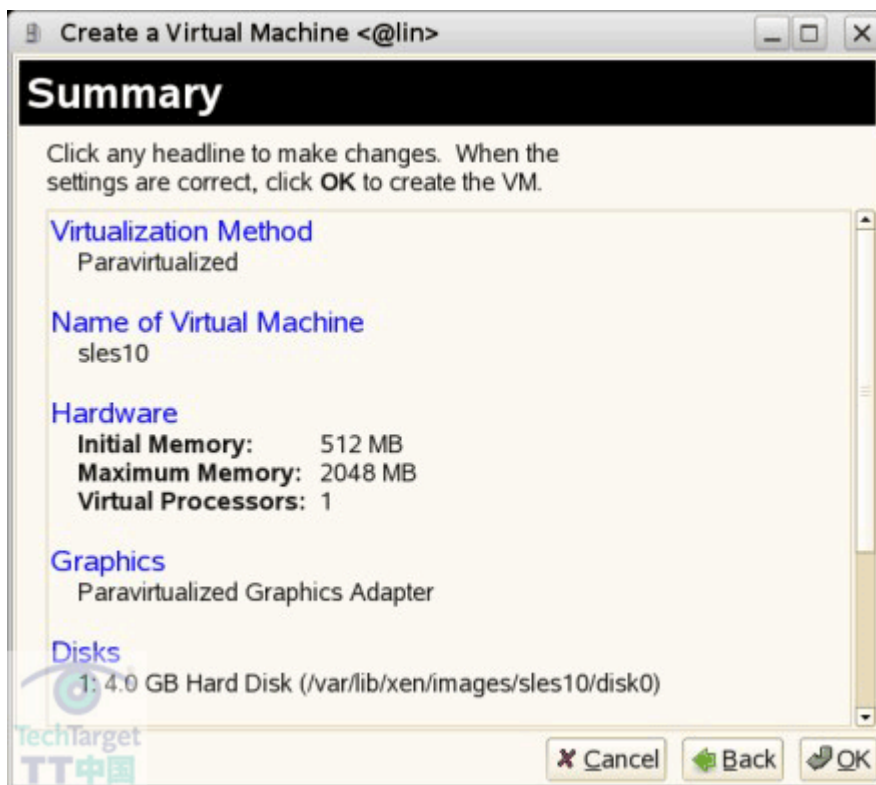 Create a Virtual Machine <@lin>
Summary
Click any headline to make changes. When the
settings are correct, click OK to create the VM.
Virtualization Method
Paravirtualized
Name of Virtual Machine
sles10
Hardware
Initial Memory: 512 MB
Maximum Memory: 2048 MB
Virtual Processors: 1
Graphics
Paravirtualized Graphics Adapter
Disks
1: 4.0 GB Hard Disk (/var/lib/xen/images/sles10/disk0)
TechTarget
TT中国
Cancel
Back
OK